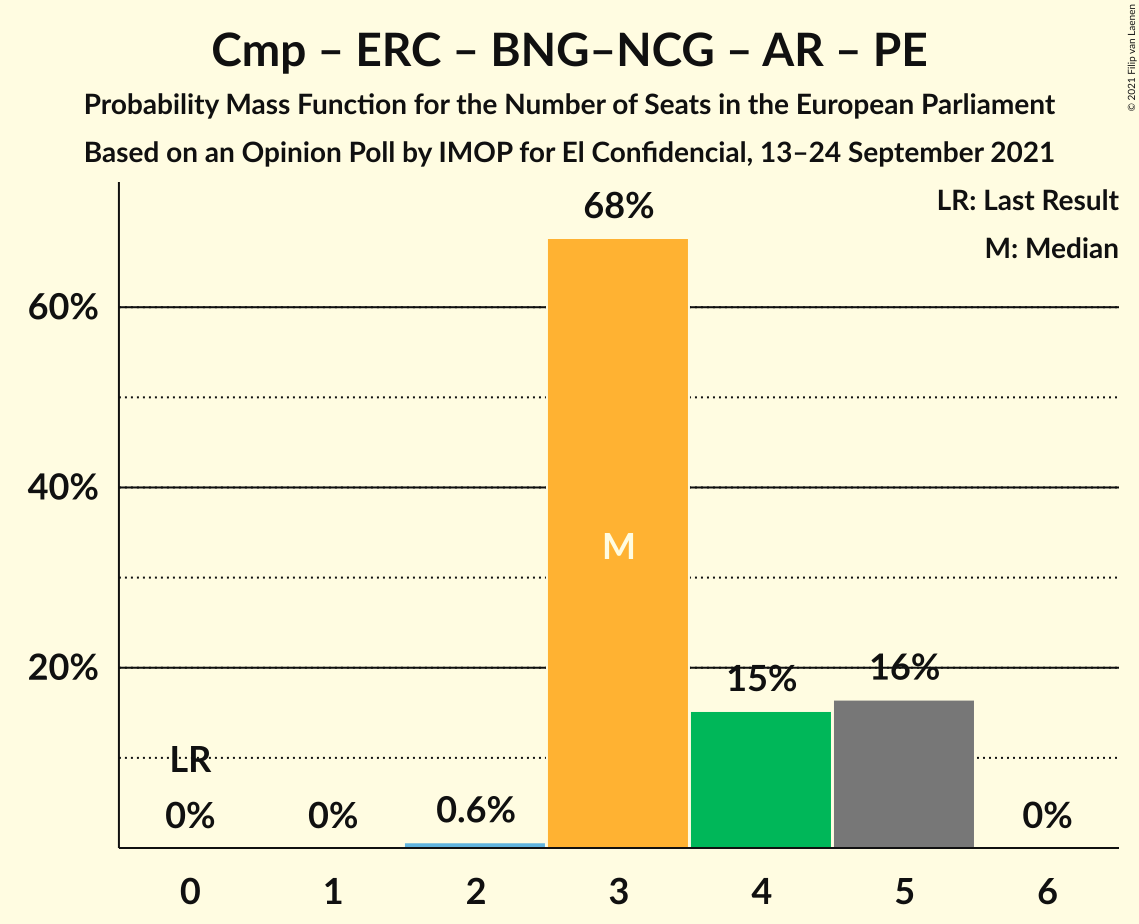 Cmp – ERC – BNG–NCG – AR – PE
Probability Mass Function for the Number of Seats in the European Parliament
Based on an Opinion Poll by IMOP for El Confidencial, 13–24 September 2021
© 2021 Filip van Laenen
LR: Last Result
M: Median
68%
60%
40%
M
20%
15%
16%
LR
0%
0%
0.6%
0%
0 1 2 3 4 5 6